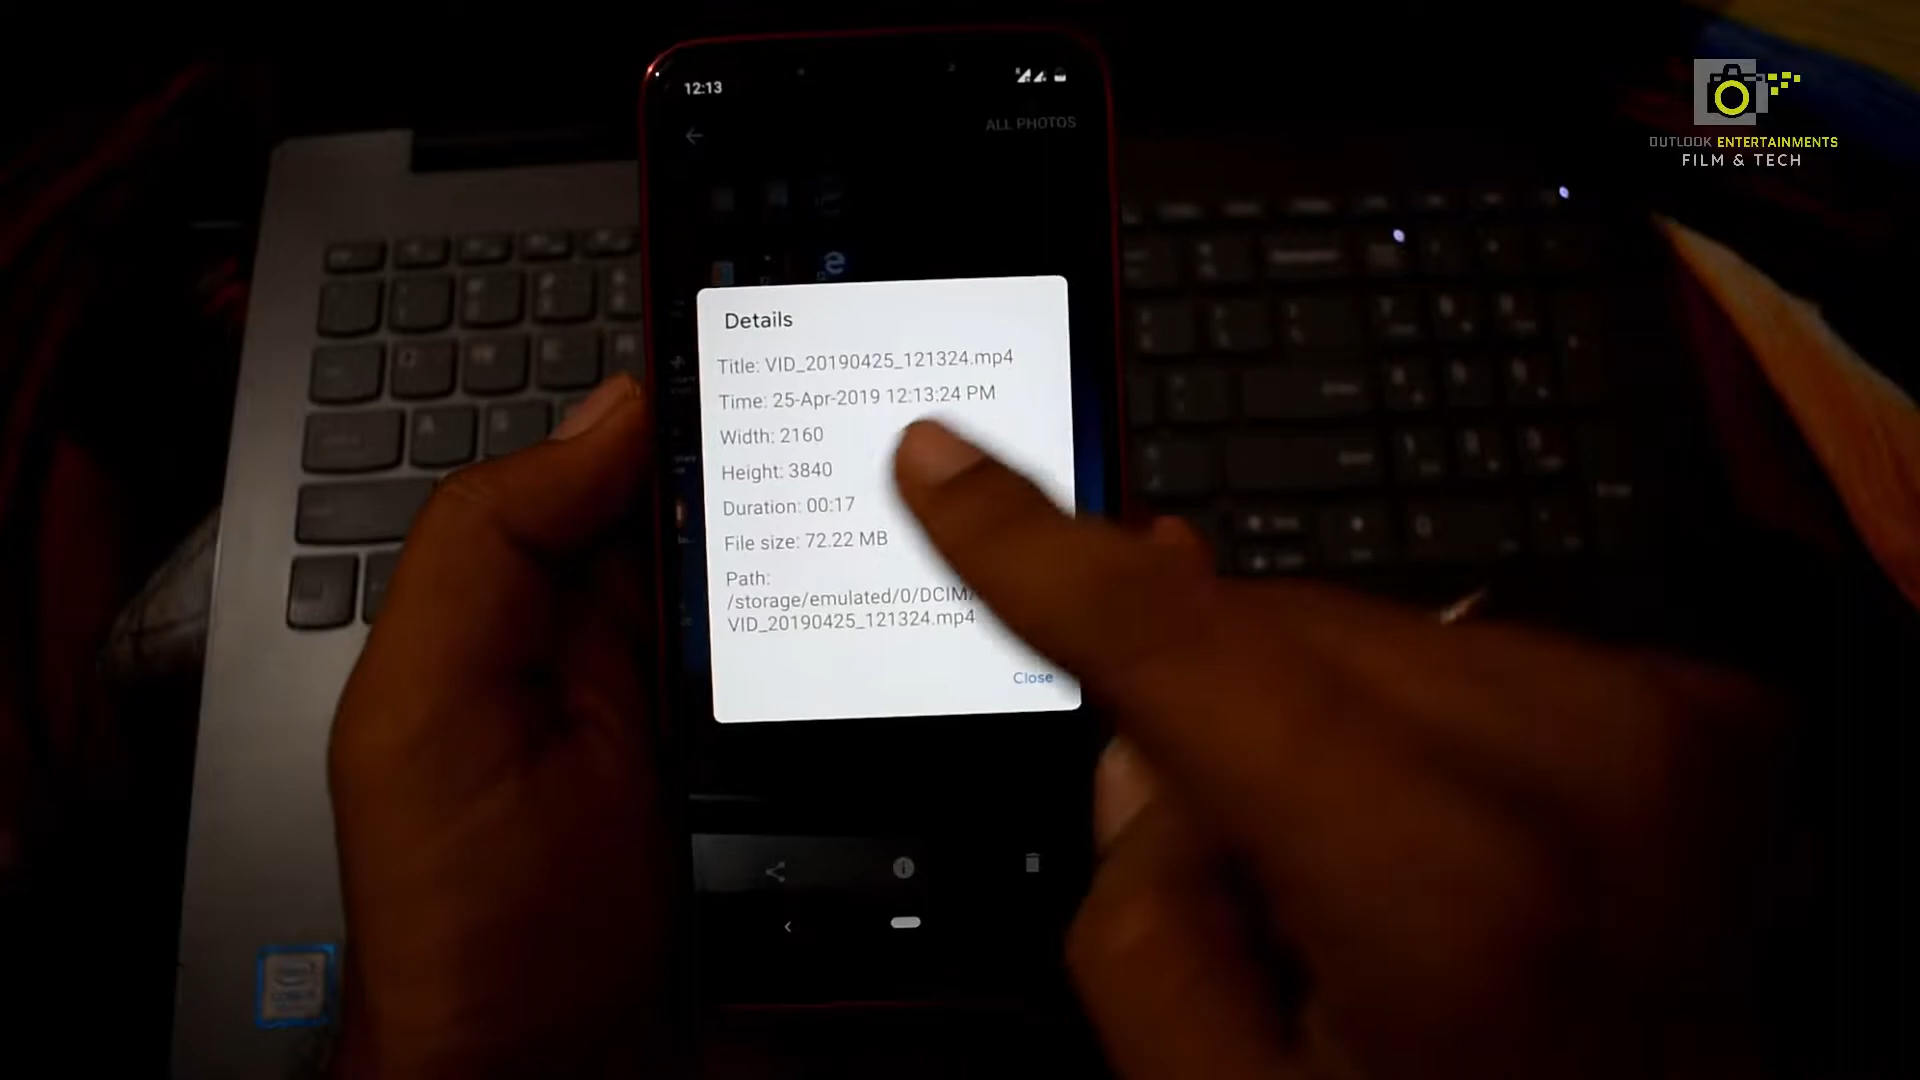 12:13
ALL PHOTOS
OUTLOOK ENTERTAINMENTS
FILM & TECH
Details
Title: VID_20190425_121324.mp4
Time: 25-Apr-2019 12:13:24 PM
Width: 2160
Height: 3840
Duration: 00:17
File size: 72.22 MB
Path:
/storage/emulated/0/DCIM/
VID_20190425_121324.mp4
Close